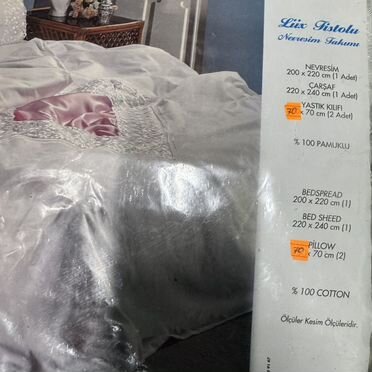 Lüx Fistolu
Nevresim Takımı
NEVRESİM
200 x 220 cm (1 Adet)
ÇARŞAF
220 x 240 cm (1 Adet)
YASTIK KILIFI
70 x 70 cm (2 Adet)
% 100 PAMUKLU
BEDSPREAD
200 x 220 cm (1)
BED SHEED
220 x 240 cm (1)
PILLOW
70 x 70 cm (2)
% 100 COTTON
Ölçüler Kesim Ölçüleridir.